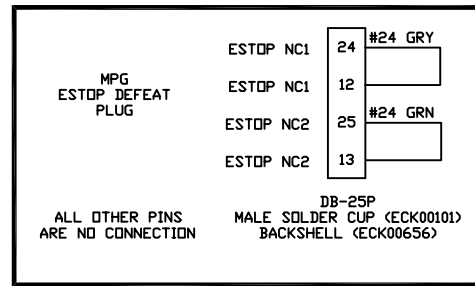 MPG
ESTOP DEFEAT
PLUG
ESTOP NC1 24 #24 GRY
ESTOP NC1 12
ESTOP NC2 25 #24 GRN
ESTOP NC2 13
DB-25P
MALE SOLDER CUP (ECK00101)
BACKSHELL (ECK00656)
ALL OTHER PINS
ARE NO CONNECTION